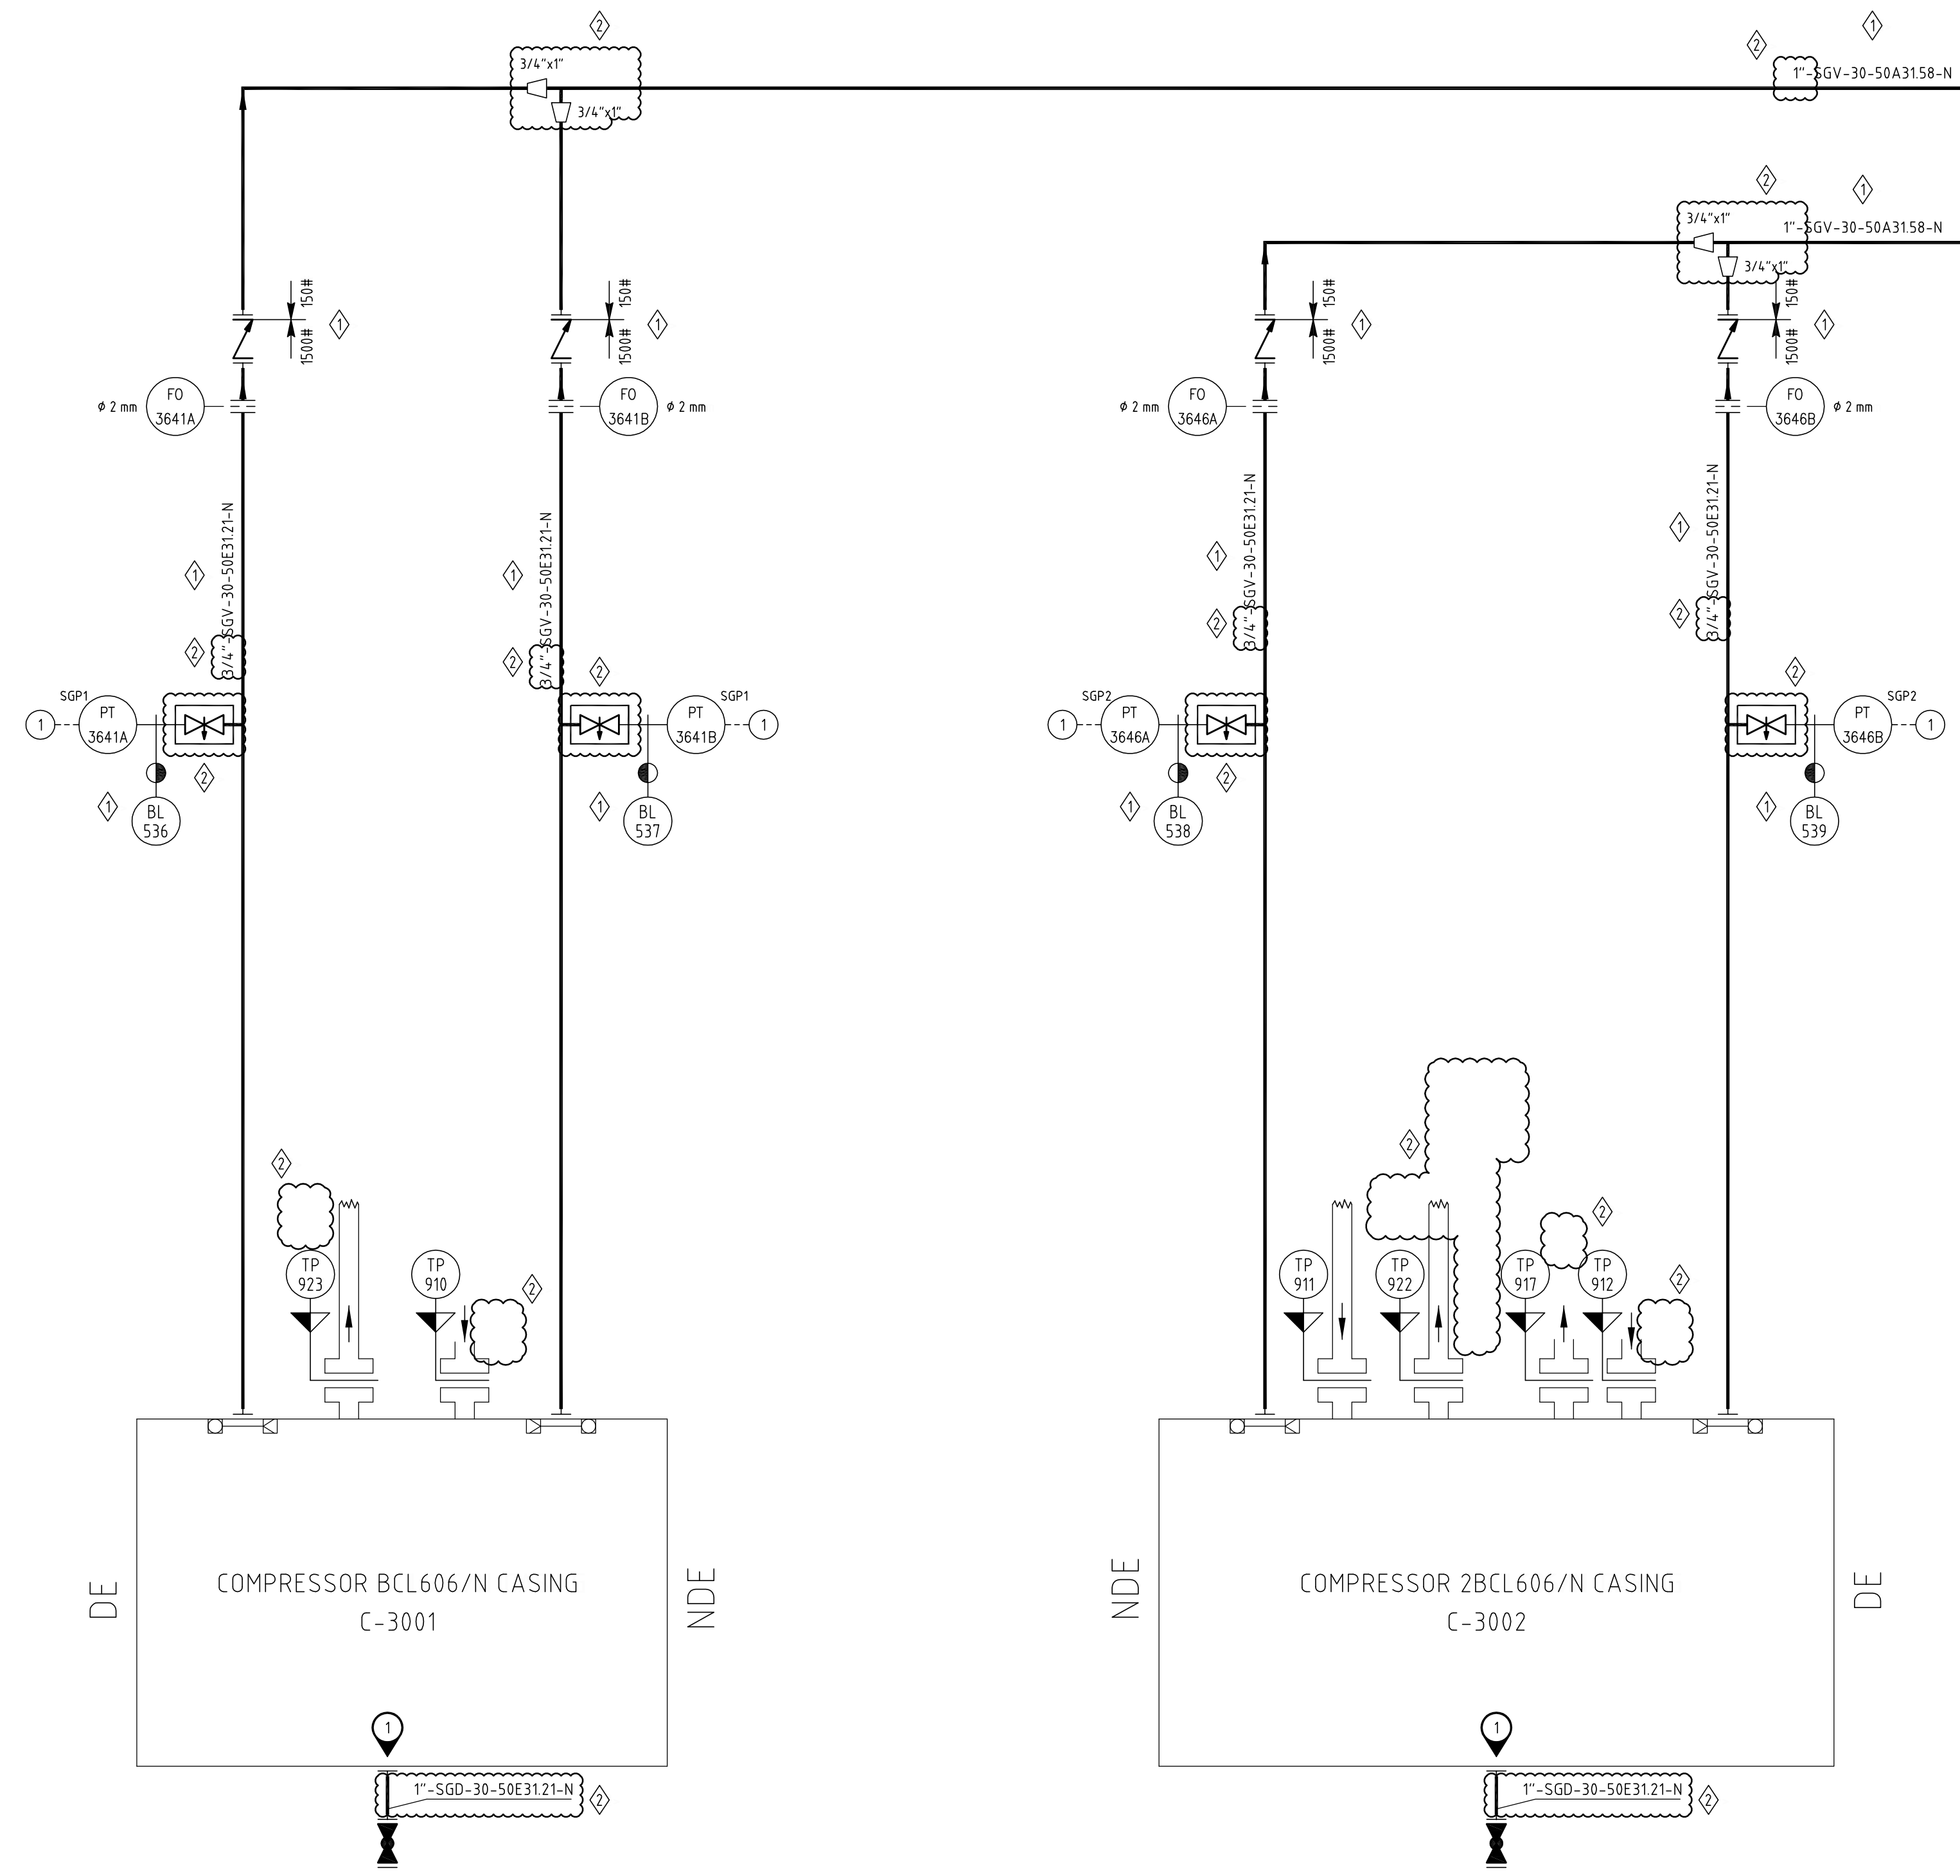 2
1
2
3/4"x1"
1"-SGV-30-50A31.58-N
3/4"x1"
2
1
3/4"x1"
1"-SGV-30-50A31.58-N
3/4"x1"
150#
1500#
1
150#
1500#
1
150#
1500#
1
150#
1500#
1
ϕ 2 mm
FO
3641A
FO
3641B
ϕ 2 mm
ϕ 2 mm
FO
3646A
FO
3646B
ϕ 2 mm
3/4"-SGV-30-50E31.21-N
1
2
3/4"-SGV-30-50E31.21-N
1
2
3/4"-SGV-30-50E31.21-N
1
2
3/4"-SGV-30-50E31.21-N
1
2
SGP1
1
PT
3641A
2
1
BL
536
2
SGP1
PT
3641B
1
1
BL
537
SGP2
1
PT
3646A
2
1
BL
538
2
SGP2
PT
3646B
1
1
BL
539
2
TP
923
TP
910
2
2
TP
911
TP
922
TP
917
TP
912
2
2
DE
COMPRESSOR BCL606/N CASING
C-3001
NDE
NDE
COMPRESSOR 2BCL606/N CASING
C-3002
DE
1
1
1"-SGD-30-50E31.21-N
2
1"-SGD-30-50E31.21-N
2